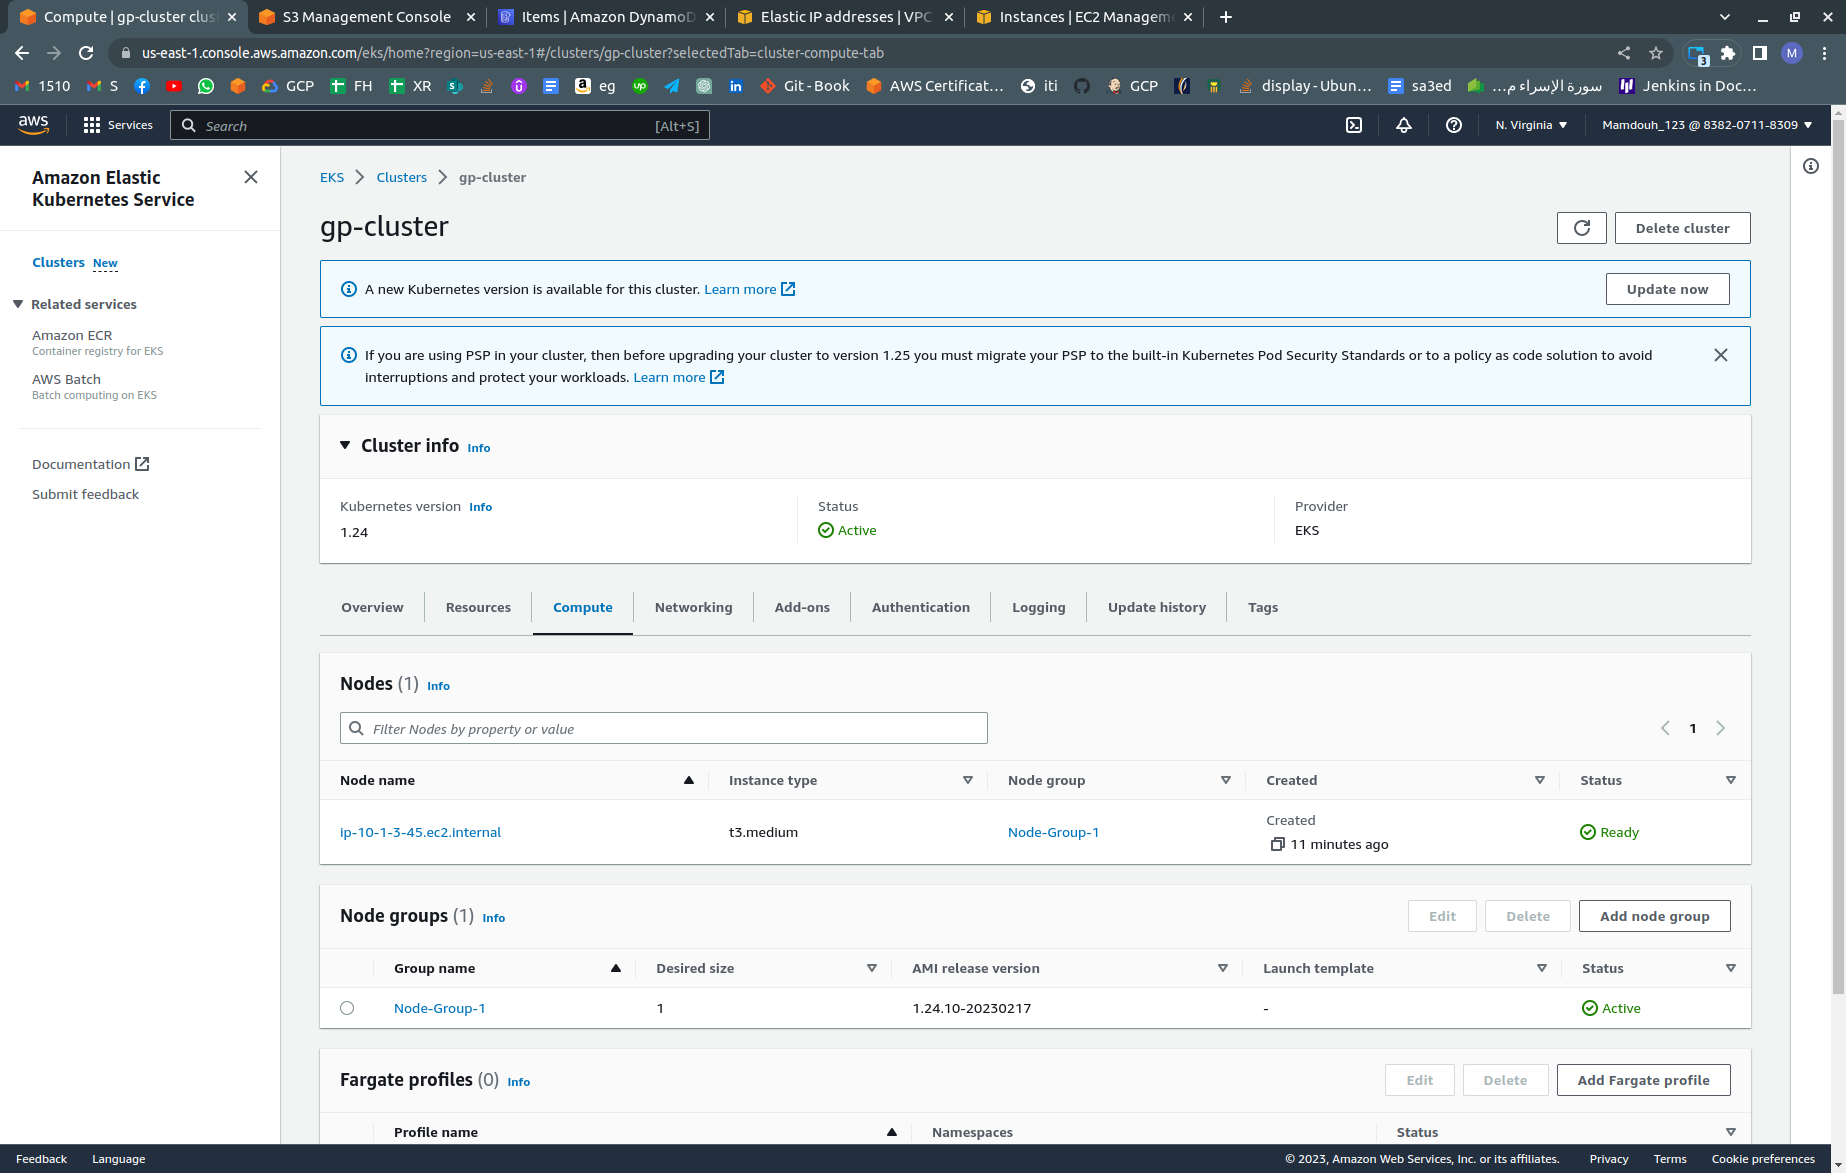 Compute | gp-cluster clus
S3 Management Console
Items | Amazon DynamoD
Elastic IP addresses | VPC
Instances | EC2 Managem
us-east-1.console.aws.amazon.com/eks/home?region=us-east-1#/clusters/gp-cluster?selectedTab=cluster-compute-tab
3
M
1510
S
GCP
FH
XR
eg
up
in
Git - Book
AWS Certificat...
iti
GCP
display - Ubun...
sa3ed
سورة الإسراء م...
Jenkins in Doc...
aws
Services
Search
[Alt+S]
N. Virginia
Mamdouh_123 @ 8382-0711-8309
Amazon Elastic
Kubernetes Service
Clusters New
Related services
Amazon ECR
Container registry for EKS
AWS Batch
Batch computing on EKS
Documentation
Submit feedback
EKS
Clusters
gp-cluster
gp-cluster
Delete cluster
A new Kubernetes version is available for this cluster. Learn more
Update now
If you are using PSP in your cluster, then before upgrading your cluster to version 1.25 you must migrate your PSP to the built-in Kubernetes Pod Security Standards or to a policy as code solution to avoid
interruptions and protect your workloads. Learn more
Cluster info Info
Kubernetes version Info
1.24
Status
Active
Provider
EKS
Overview
Resources
Compute
Networking
Add-ons
Authentication
Logging
Update history
Tags
Nodes (1) Info
Filter Nodes by property or value
1
Node name
Instance type
Node group
Created
Status
ip-10-1-3-45.ec2.internal
t3.medium
Node-Group-1
Created
11 minutes ago
Ready
Node groups (1) Info
Edit
Delete
Add node group
Group name
Desired size
AMI release version
Launch template
Status
Node-Group-1
1
1.24.10-20230217
-
Active
Fargate profiles (0) Info
Edit
Delete
Add Fargate profile
Profile name
Namespaces
Status
Feedback
Language
© 2023, Amazon Web Services, Inc. or its affiliates.
Privacy
Terms
Cookie preferences